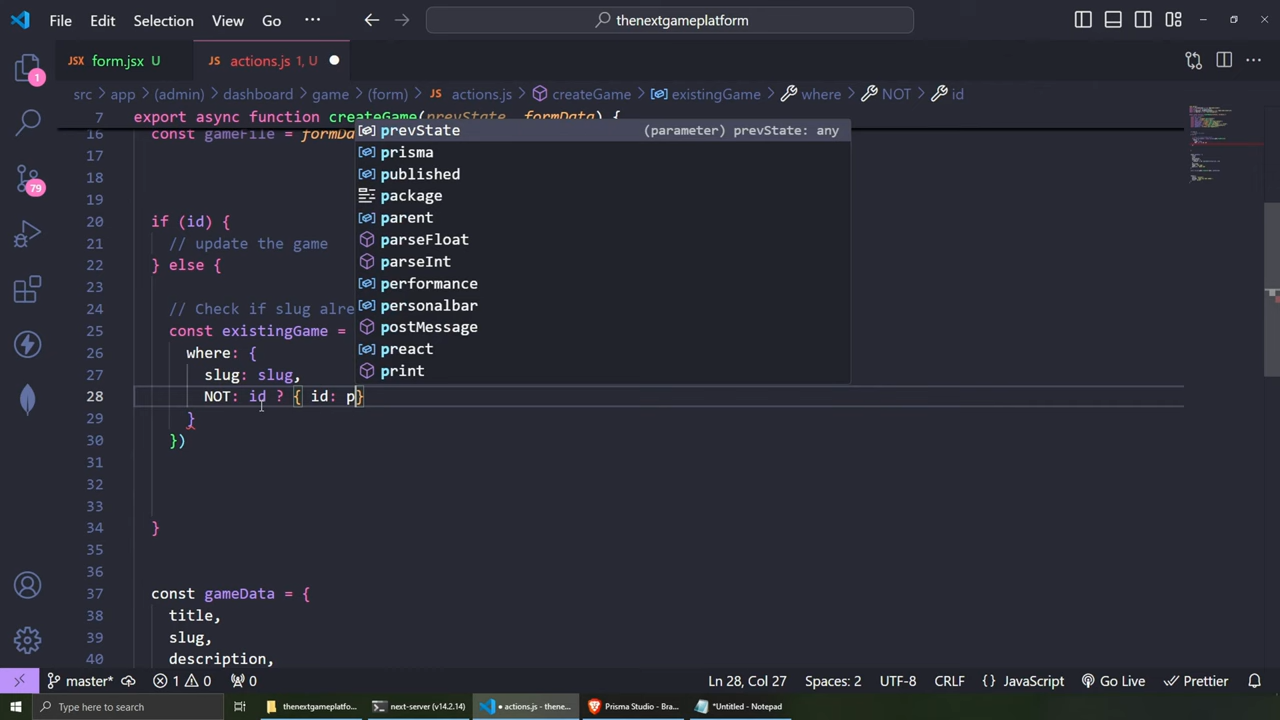 File Edit Selection View Go ··· thenextgameplatform
form.jsx U actions.js 1, U
src > app > (admin) > dashboard > game > (form) > actions.js > createGame > existingGame > where > NOT > id
7 export async function createGame(prevState, formData) {
16 const gameFile = formDa
prevState (parameter) prevState: any
prisma
published
package
parent
parseFloat
parseInt
performance
personalbar
postMessage
preact
print
17
18
19
20 if (id) {
21 // update the game
22 } else {
23
24 // Check if slug alre
25 const existingGame =
26 where: {
27 slug: slug,
28 NOT: id ? { id: p}
29 }
30 })
31
32
33
34 }
35
36
37 const gameData = {
38 title,
39 slug,
40 description,
1
79
master* 1 0 0 Ln 28, Col 27 Spaces: 2 UTF-8 CRLF {} JavaScript Go Live Prettier
Type here to search thenextgameplatfo... next-server (v14.2.14) • actions.js - thene... Prisma Studio - Bra... *Untitled - Notepad